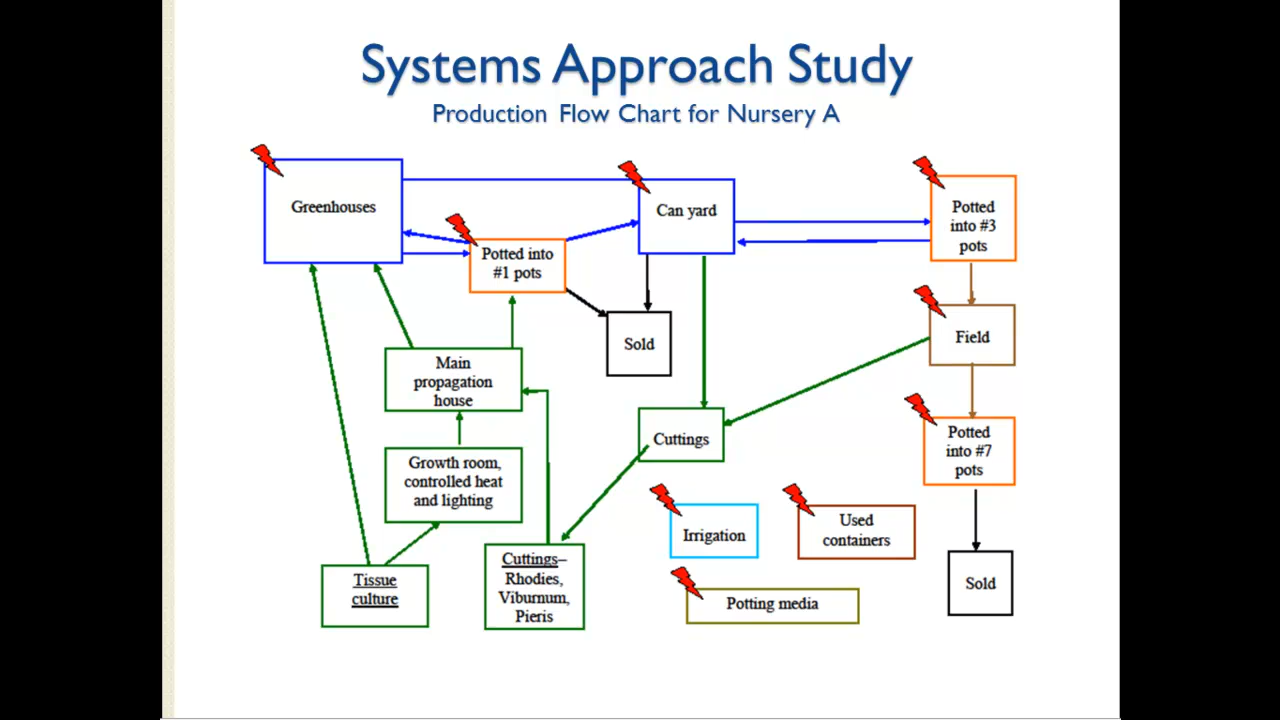 Systems Approach Study
Production Flow Chart for Nursery A
Greenhouses
Can yard
Potted
into #3
pots
Potted into
#1 pots
Sold
Field
Main
propagation
house
Cuttings
Potted
into #7
pots
Growth room,
controlled heat
and lighting
Irrigation
Used
containers
Cuttings–
Rhodies,
Viburnum,
Pieris
Tissue
culture
Potting media
Sold